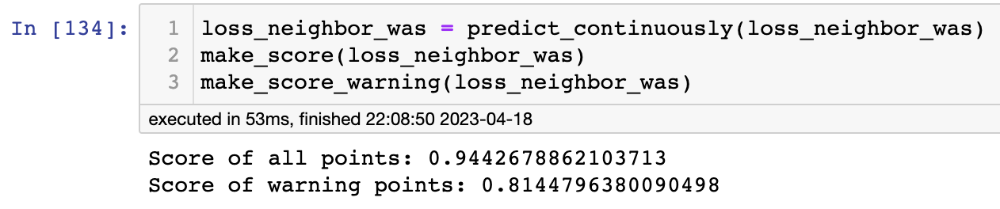 In [134]:
1 loss_neighbor_was = predict_continuously(loss_neighbor_was)
2 make_score(loss_neighbor_was)
3 make_score_warning(loss_neighbor_was)
executed in 53ms, finished 22:08:50 2023-04-18
Score of all points: 0.9442678862103713
Score of warning points: 0.8144796380090498